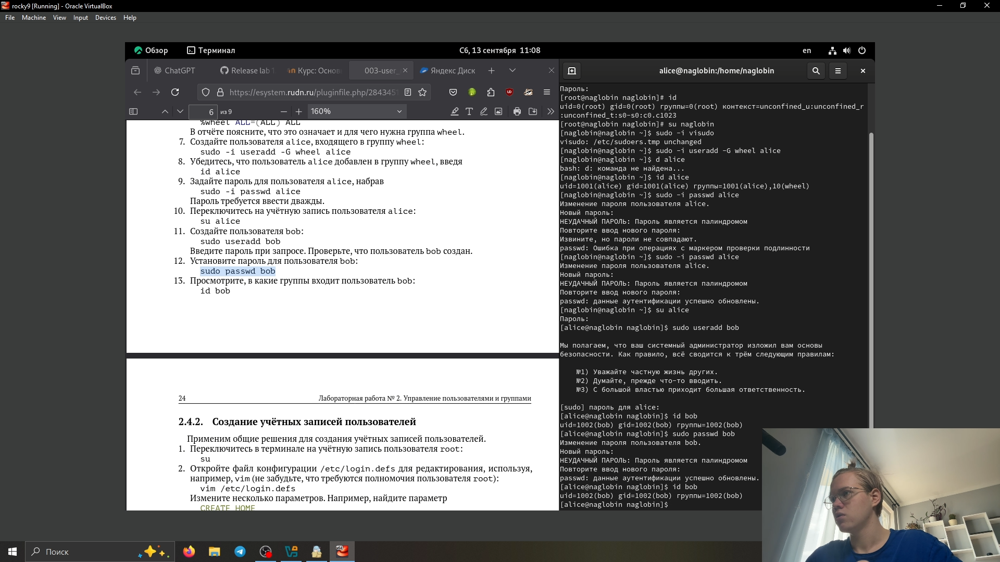 rocky9 [Running] - Oracle VirtualBox
File Machine View Input Devices Help
Обзор Терминал Сб, 13 сентября 11:08 en
ChatGPT Release lab Курс: Основ 003-user_ Яндекс Диск
https://esystem.rudn.ru/pluginfile.php/2843451
6 из 9 160%
%wheel ALL=(ALL) ALL
В отчёте поясните, что это означает и для чего нужна группа wheel.
7. Создайте пользователя alice, входящего в группу wheel:
sudo -i useradd -G wheel alice
8. Убедитесь, что пользователь alice добавлен в группу wheel, введя
id alice
9. Задайте пароль для пользователя alice, набрав
sudo -i passwd alice
Пароль требуется ввести дважды.
10. Переключитесь на учётную запись пользователя alice:
su alice
11. Создайте пользователя bob:
sudo useradd bob
Введите пароль при запросе. Проверьте, что пользователь bob создан.
12. Установите пароль для пользователя bob:
sudo passwd bob
13. Просмотрите, в какие группы входит пользователь bob:
id bob
24 Лабораторная работа № 2. Управление пользователями и группами
2.4.2. Создание учётных записей пользователей
Применим общие решения для создания учётных записей пользователей.
1. Переключитесь в терминале на учётную запись пользователя root:
su
2. Откройте файл конфигурации /etc/login.defs для редактирования, используя,
например, vim (не забудьте, что требуются полномочия пользователя root):
vim /etc/login.defs
Измените несколько параметров. Например, найдите параметр
CREATE_HOME
alice@naglobin:/home/naglobin
Пароль:
[root@naglobin naglobin]# id
uid=0(root) gid=0(root) группы=0(root) контекст=unconfined_u:unconfined_r
:unconfined_t:s0-s0:c0.c1023
[root@naglobin naglobin]# su naglobin
[naglobin@naglobin ~]$ sudo -i visudo
visudo: /etc/sudoers.tmp unchanged
[naglobin@naglobin ~]$ sudo -i useradd -G wheel alice
[naglobin@naglobin ~]$ d alice
bash: d: команда не найдена...
[naglobin@naglobin ~]$ id alice
uid=1001(alice) gid=1001(alice) группы=1001(alice),10(wheel)
[naglobin@naglobin ~]$ sudo -i passwd alice
Изменение пароля пользователя alice.
Новый пароль:
НЕУДАЧНЫЙ ПАРОЛЬ: Пароль является палиндромом
Повторите ввод нового пароля:
Извините, но пароли не совпадают.
passwd: Ошибка при операциях с маркером проверки подлинности
[naglobin@naglobin ~]$ sudo -i passwd alice
Изменение пароля пользователя alice.
Новый пароль:
НЕУДАЧНЫЙ ПАРОЛЬ: Пароль является палиндромом
Повторите ввод нового пароля:
passwd: данные аутентификации успешно обновлены.
[naglobin@naglobin ~]$ su alice
Пароль:
[alice@naglobin naglobin]$ sudo useradd bob
Мы полагаем, что ваш системный администратор изложил вам основы
безопасности. Как правило, всё сводится к трём следующим правилам:
№1) Уважайте частную жизнь других.
№2) Думайте, прежде что-то вводить.
№3) С большой властью приходит большая ответственность.
[sudo] пароль для alice:
[alice@naglobin naglobin]$ id bob
uid=1002(bob) gid=1002(bob) группы=1002(bob)
[alice@naglobin naglobin]$ sudo passwd bob
Изменение пароля пользователя bob.
Новый пароль:
НЕУДАЧНЫЙ ПАРОЛЬ: Пароль является палиндромом
Повторите ввод нового пароля:
passwd: данные аутентификации успешно обновлены.
[alice@naglobin naglobin]$ id bob
uid=1002(bob) gid=1002(bob) группы=1002(bob)
[alice@naglobin naglobin]$
Поиск